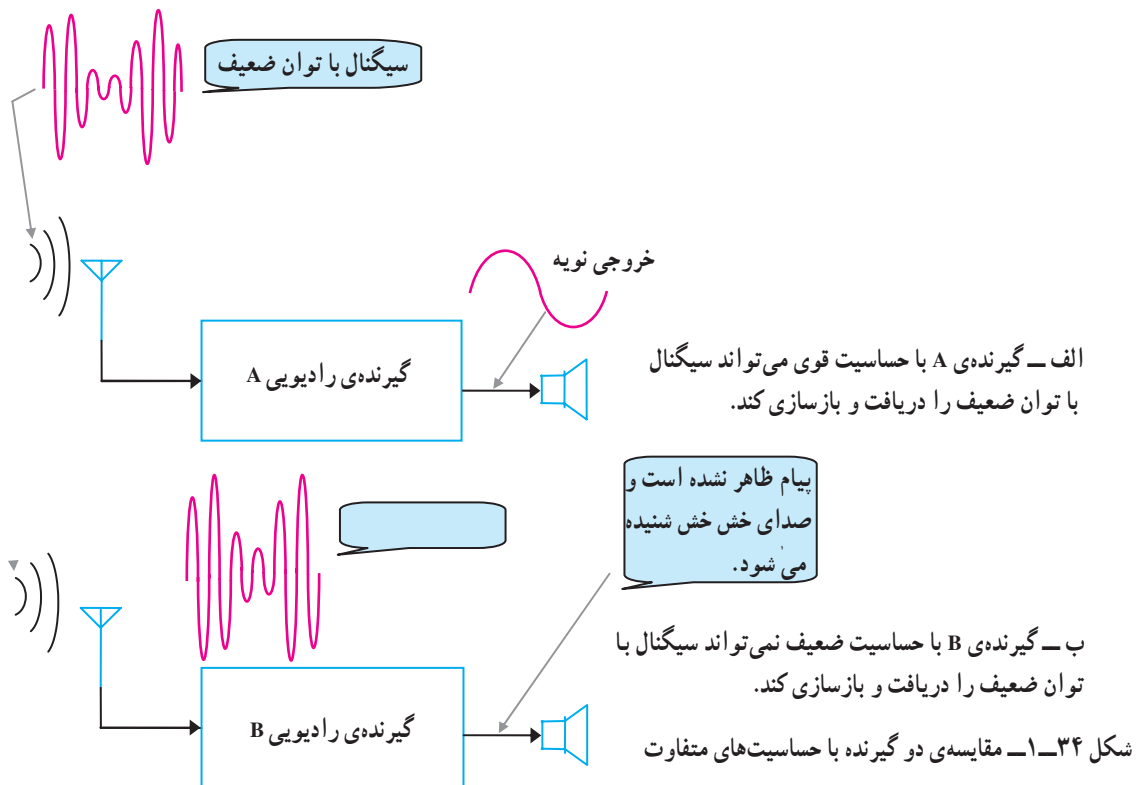 سیگنال با توان ضعیف
خروجی نویه
گیرنده‌ی رادیویی A
الف ــ گیرنده‌ی A با حساسیت قوی می‌تواند سیگنال
با توان ضعیف را دریافت و بازسازی کند.
پیام ظاهر نشده است و
صدای خش خش شنیده
می‌شود.
گیرنده‌ی رادیویی B
ب ــ گیرنده‌ی B با حساسیت ضعیف نمی‌تواند سیگنال با
توان ضعیف را دریافت و بازسازی کند.
شکل ۳۴ــ۱ــ مقایسه‌ی دو گیرنده با حساسیت‌های متفاوت